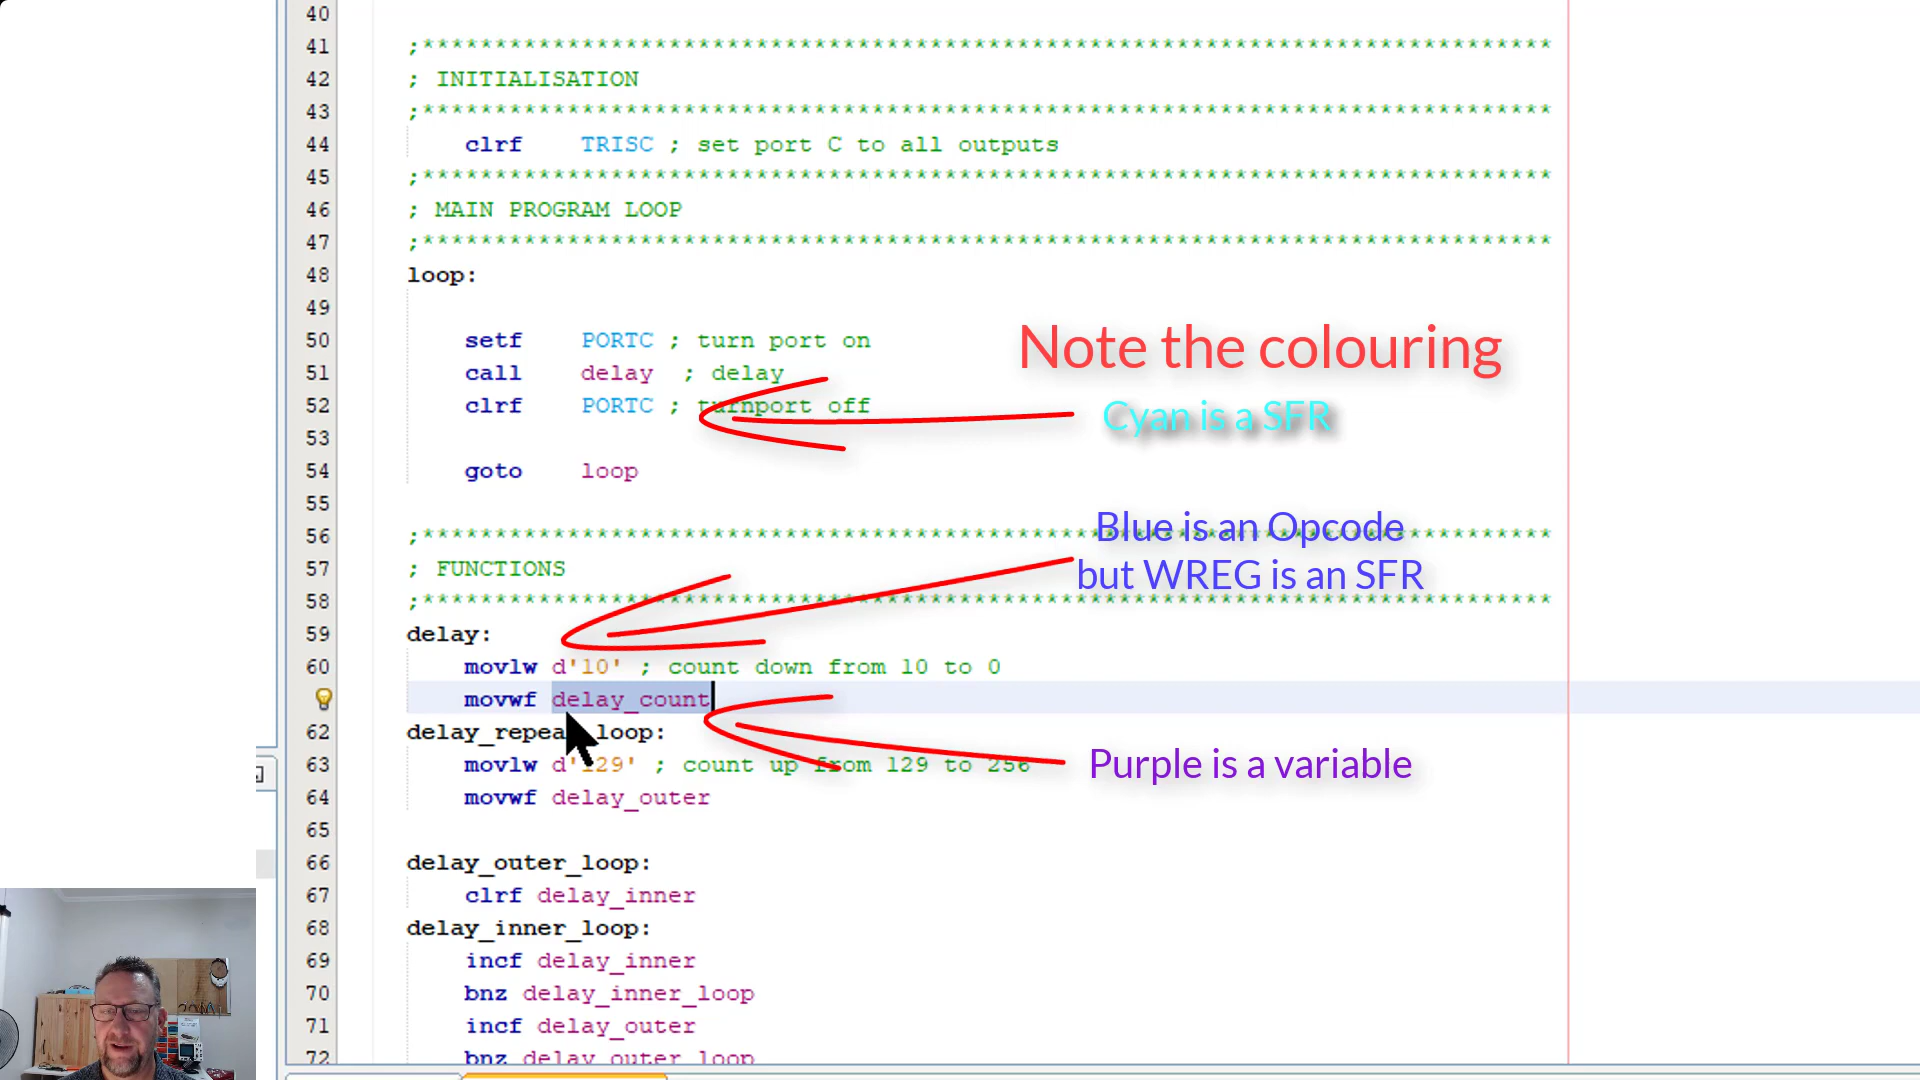 40
41 ;******************************************************************************
42 ; INITIALISATION
43 ;******************************************************************************
44 clrf TRISC ; set port C to all outputs
45 ;******************************************************************************
46 ; MAIN PROGRAM LOOP
47 ;******************************************************************************
48 loop:
49
50 setf PORTC ; turn port on
51 call delay ; delay
52 clrf PORTC ; turnport off
53
54 goto loop
55
56 ;******************************************************************************
57 ; FUNCTIONS
58 ;******************************************************************************
59 delay:
60 movlw d'10' ; count down from 10 to 0
movwf delay_count
62 delay_repea loop:
63 movlw d'129' ; count up from 129 to 256
64 movwf delay_outer
65
66 delay_outer_loop:
67 clrf delay_inner
68 delay_inner_loop:
69 incf delay_inner
70 bnz delay_inner_loop
71 incf delay_outer
72 bnz delay_outer_loop
Note the colouring
Cyan is a SFR
Blue is an Opcode
but WREG is an SFR
Purple is a variable